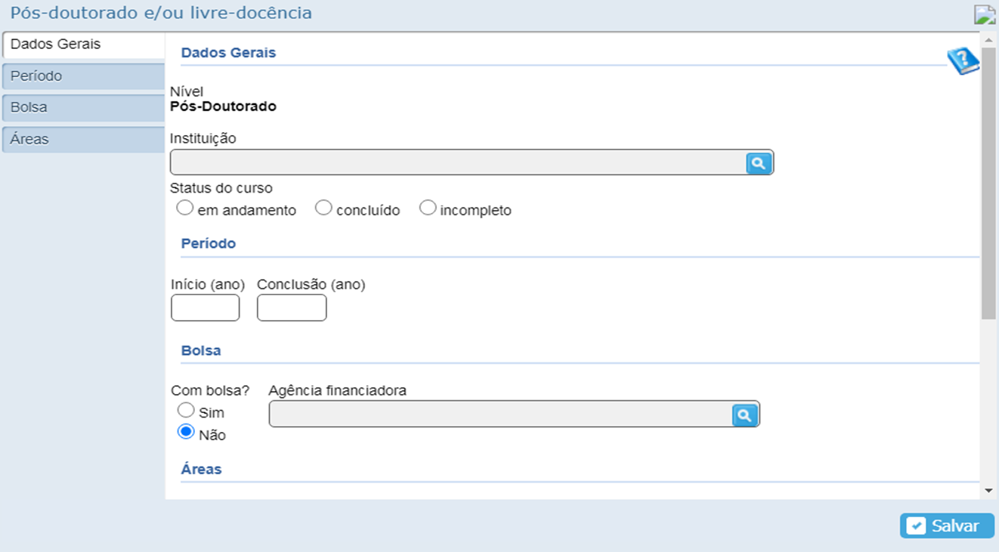 Pós-doutorado e/ou livre-docência
Dados Gerais
Período
Bolsa
Áreas
Dados Gerais
Nível
Pós-Doutorado
Instituição
Status do curso
em andamento concluído incompleto
Período
Início (ano) Conclusão (ano)
Bolsa
Com bolsa? Agência financiadora
Sim
Não
Áreas
Salvar